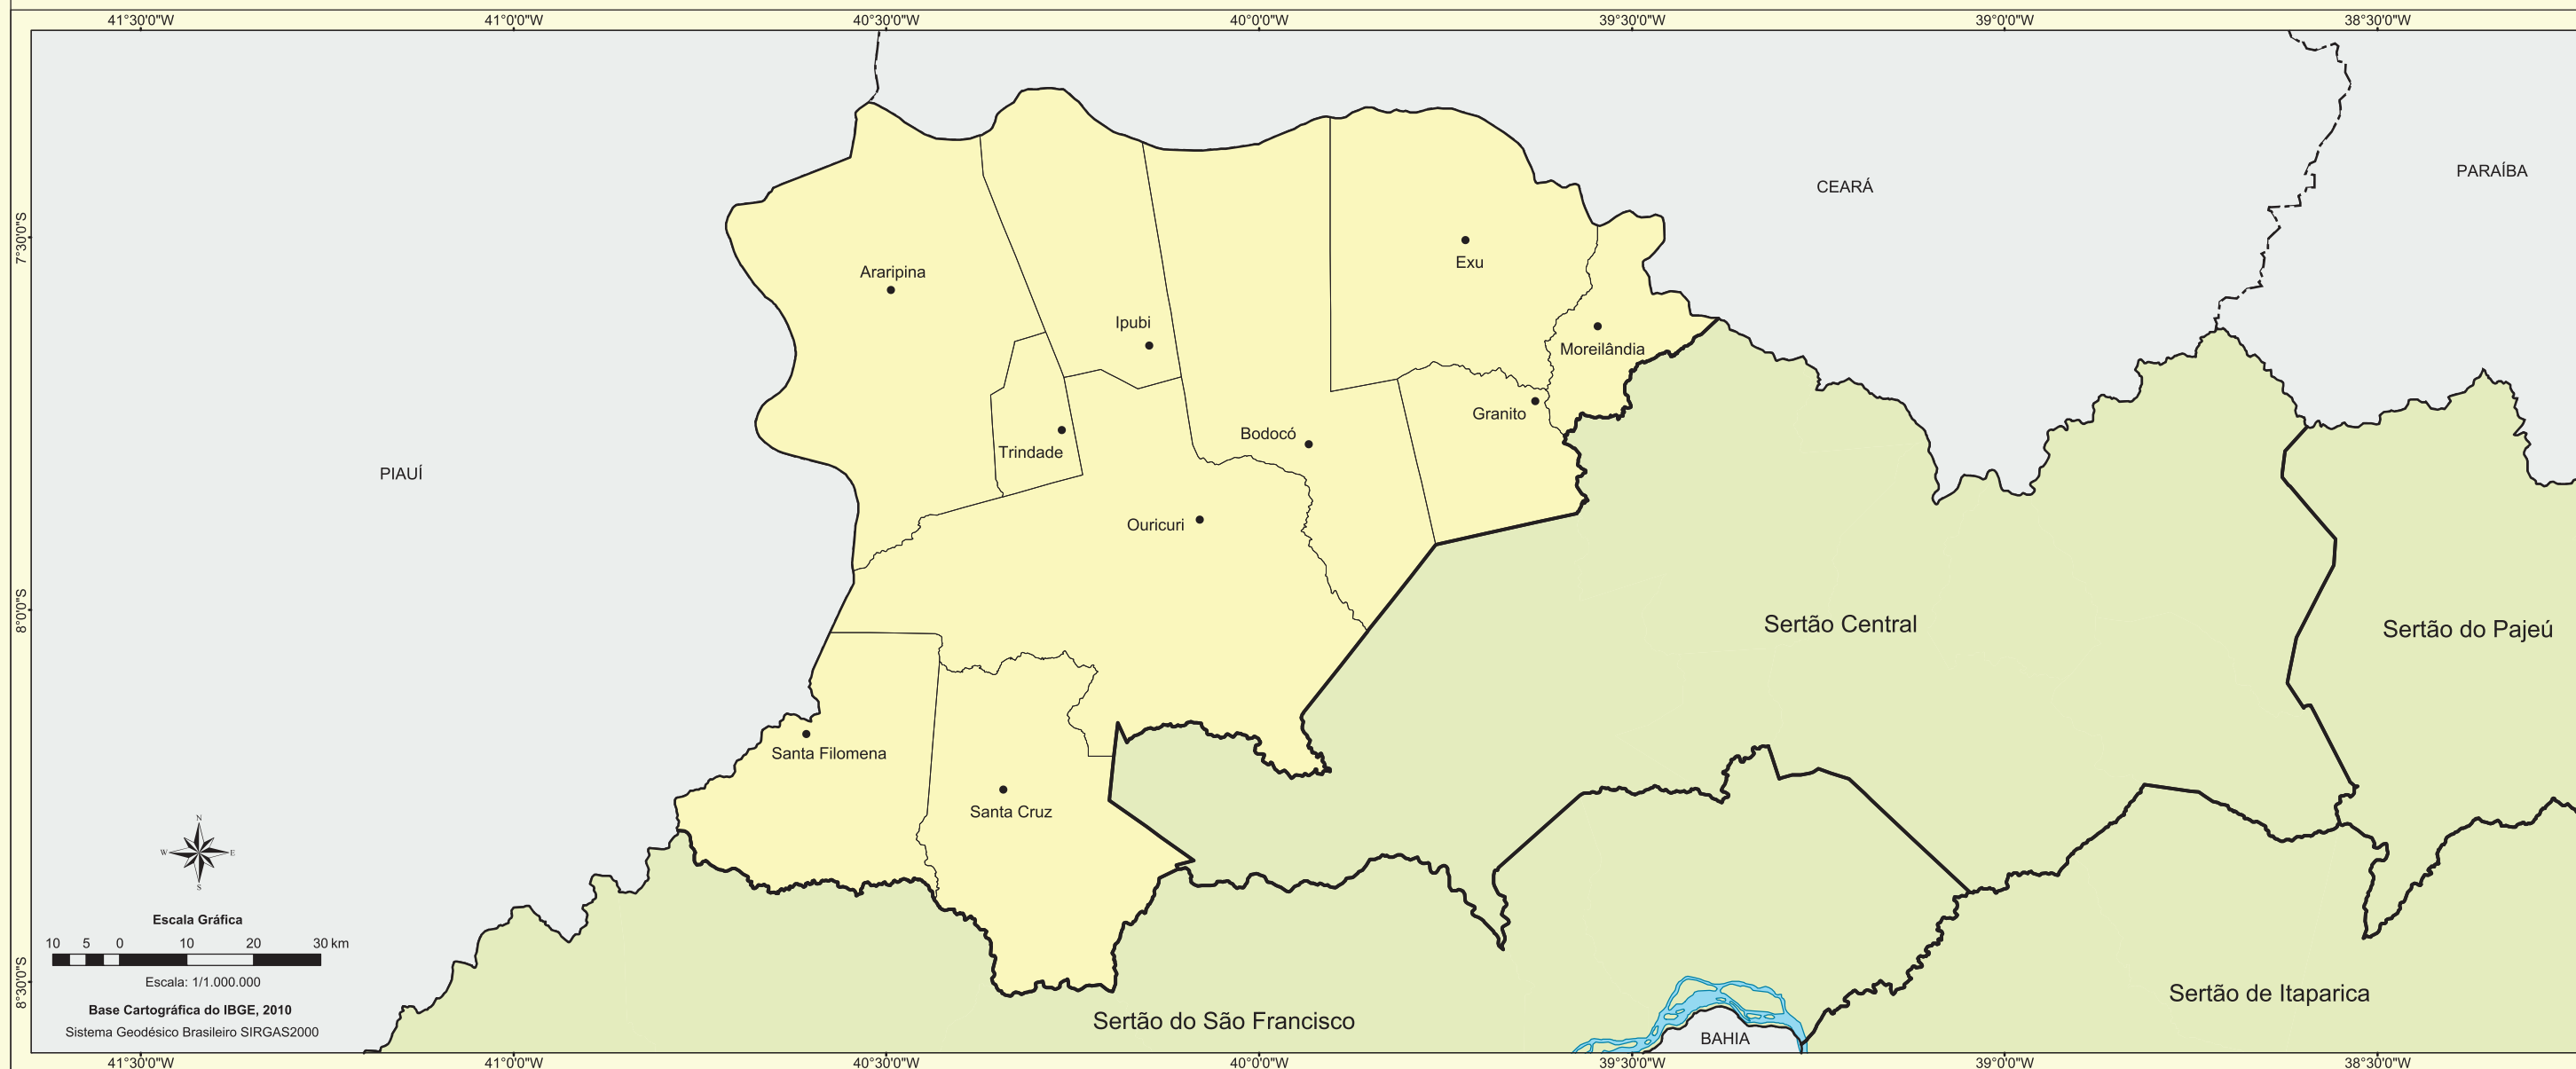 41°30'0"W
41°0'0"W
40°30'0"W
40°0'0"W
39°30'0"W
39°0'0"W
38°30'0"W
7°30'0"S
8°0'0"S
8°30'0"S
CEARÁ
PARAÍBA
PIAUÍ
Araripina
Exu
Ipubi
Moreilândia
Granito
Bodocó
Trindade
Ouricuri
Sertão Central
Sertão do Pajeú
Santa Filomena
Santa Cruz
Sertão de Itaparica
Sertão do São Francisco
BAHIA
N
W E
S
Escala Gráfica
10 5 0 10 20 30 km
Escala: 1/1.000.000
Base Cartográfica do IBGE, 2010
Sistema Geodésico Brasileiro SIRGAS2000
41°30'0"W
41°0'0"W
40°30'0"W
40°0'0"W
39°30'0"W
39°0'0"W
38°30'0"W